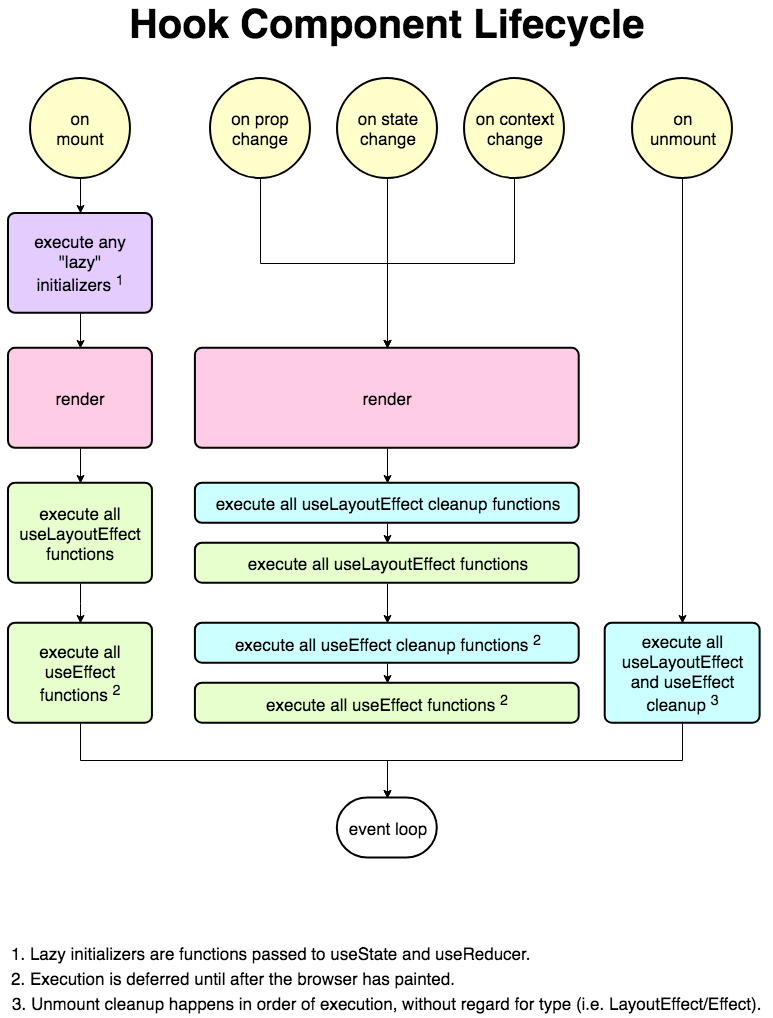 Hook Component Lifecycle
on
mount
on prop
change
on state
change
on context
change
on
unmount
execute any
"lazy"
initializers 1
render
render
execute all
useLayoutEffect
functions
execute all useLayoutEffect cleanup functions
execute all useLayoutEffect functions
execute all
useEffect
functions 2
execute all useEffect cleanup functions 2
execute all useEffect functions 2
execute all
useLayoutEffect
and useEffect
cleanup 3
event loop
1. Lazy initializers are functions passed to useState and useReducer.
2. Execution is deferred until after the browser has painted.
3. Unmount cleanup happens in order of execution, without regard for type (i.e. LayoutEffect/Effect).